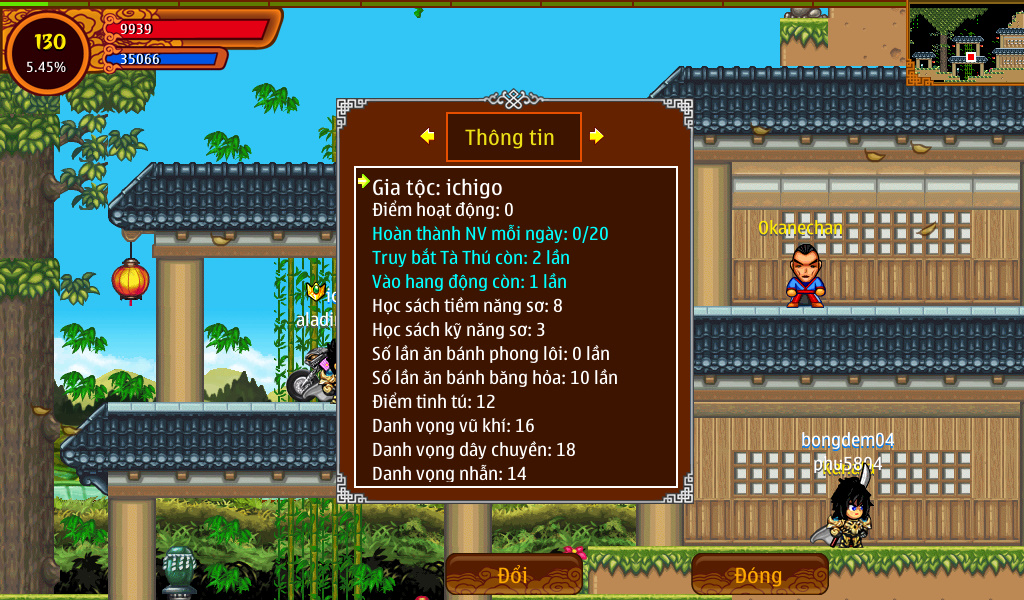 130
5.45%
9939
35066
Thông tin
Gia tộc: ichigo
Điểm hoạt động: 0
Hoàn thành NV mỗi ngày: 0/20
Truy bắt Tà Thú còn: 2 lần
Vào hang động còn: 1 lần
Học sách tiềm năng sơ: 8
Học sách kỹ năng sơ: 3
Số lần ăn bánh phong lôi: 0 lần
Số lần ăn bánh băng hỏa: 10 lần
Điểm tinh tú: 12
Danh vọng vũ khí: 16
Danh vọng dây chuyền: 18
Danh vọng nhẫn: 14
Okanechan
bongdem04
phu5894
Đổi
Đóng